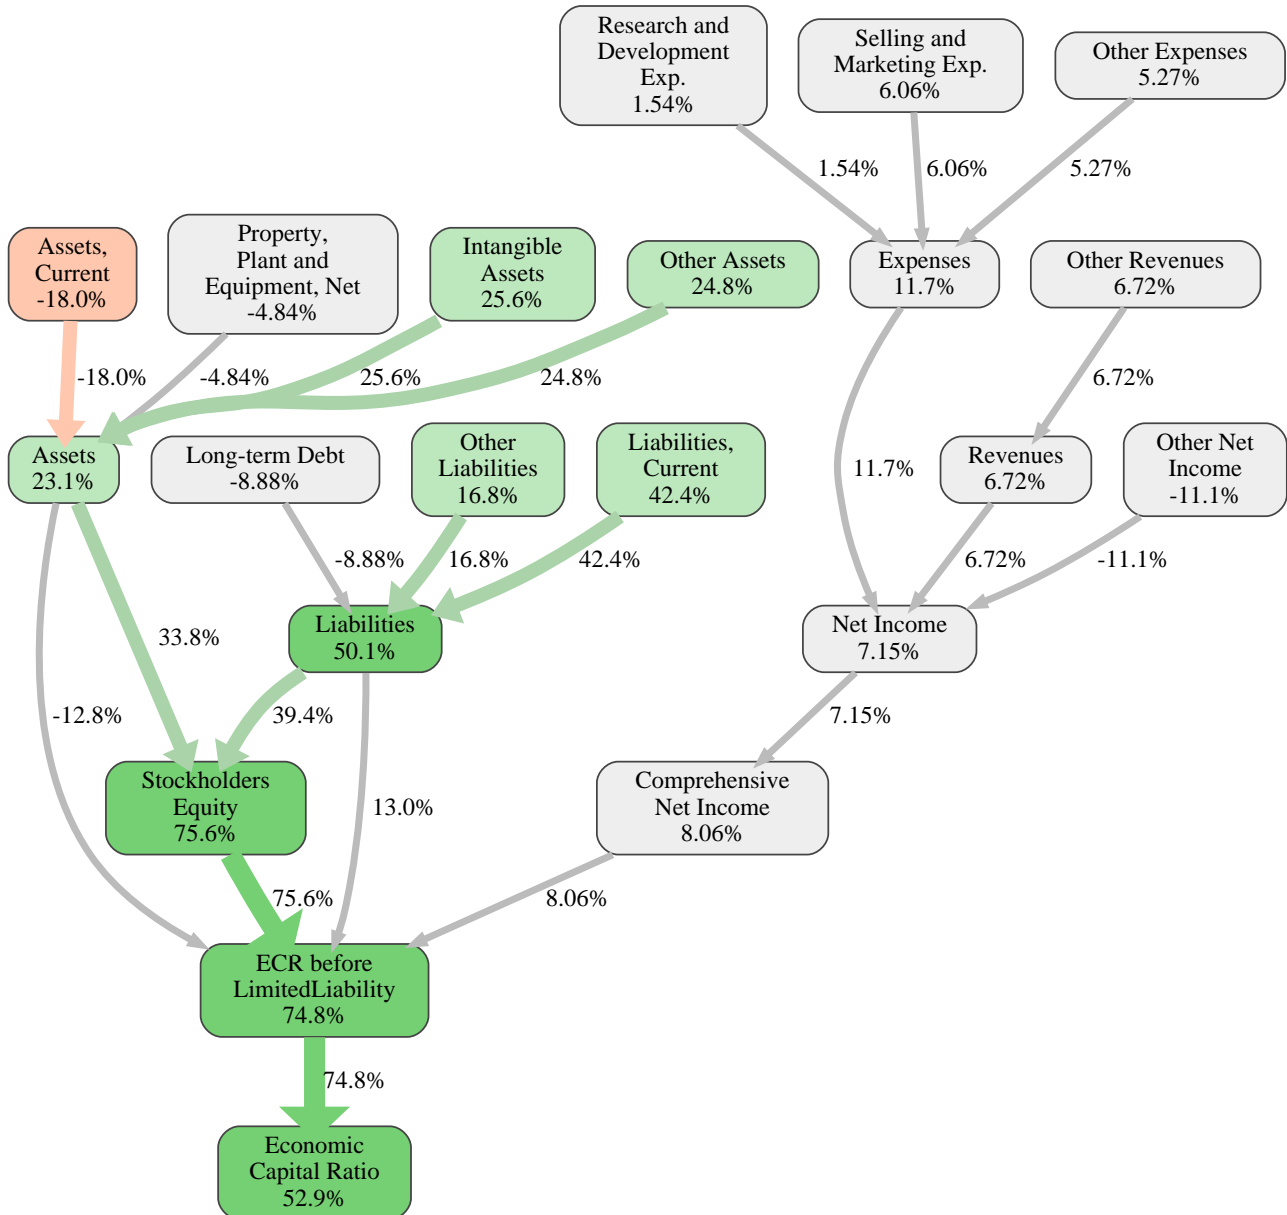 Research and
Development
Exp.
1.54%
Selling and
Marketing Exp.
6.06%
Other Expenses
5.27%
1.54%
6.06%
5.27%
Assets,
Current
-18.0%
Property,
Plant and
Equipment, Net
-4.84%
Intangible
Assets
25.6%
Other Assets
24.8%
Expenses
11.7%
Other Revenues
6.72%
-18.0%
-4.84%
25.6%
24.8%
6.72%
Assets
23.1%
Long-term Debt
-8.88%
Other
Liabilities
16.8%
Liabilities,
Current
42.4%
11.7%
Revenues
6.72%
Other Net
Income
-11.1%
-8.88%
16.8%
42.4%
6.72%
-11.1%
33.8%
Liabilities
50.1%
Net Income
7.15%
-12.8%
39.4%
7.15%
Stockholders
Equity
75.6%
13.0%
Comprehensive
Net Income
8.06%
75.6%
8.06%
ECR before
LimitedLiability
74.8%
74.8%
Economic
Capital Ratio
52.9%